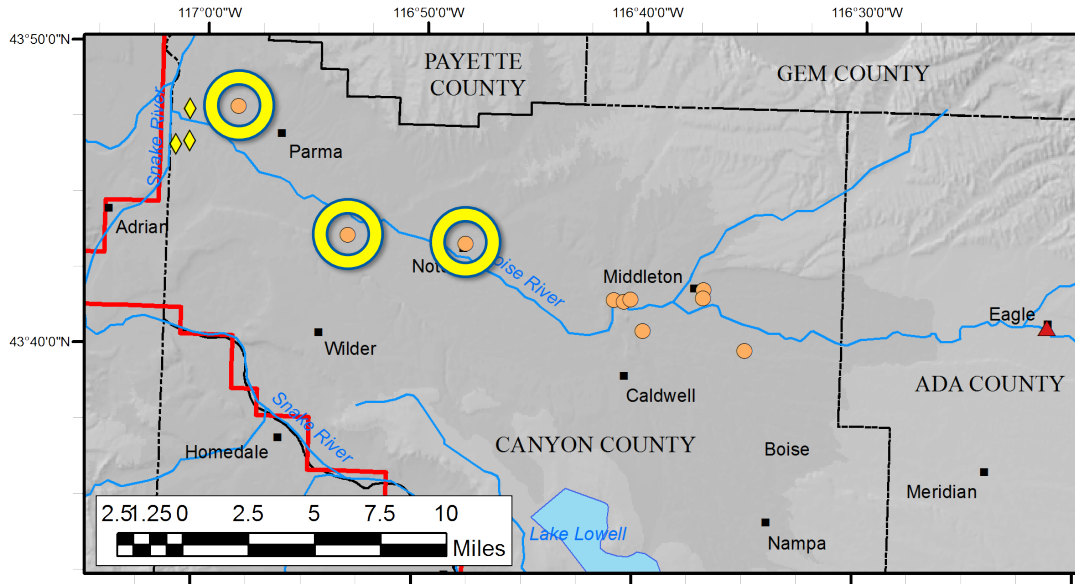 117°0'0"W 116°50'0"W 116°40'0"W 116°30'0"W
43°50'0"N
PAYETTE
COUNTY
GEM COUNTY
Snake River
Parma
Adrian
Boise River
Middleton
Eagle
43°40'0"N
Wilder
Caldwell
ADA COUNTY
Snake River
CANYON COUNTY
Homedale
Boise
Meridian
2.5 1.25 0 2.5 5 7.5 10
Miles
Lake Lowell
Nampa